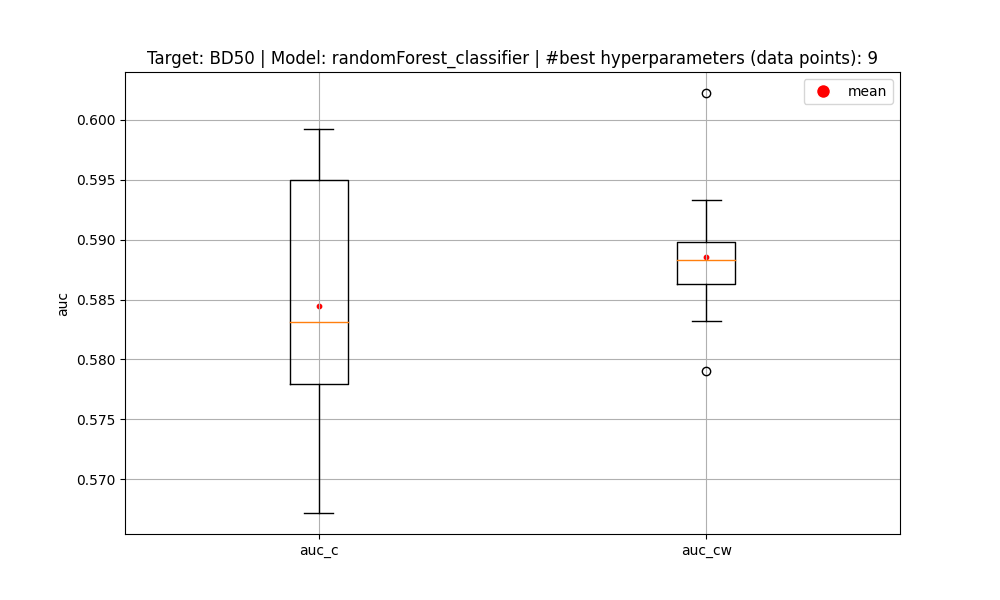 Target: BD50 | Model: randomForest_classifier | #best hyperparameters (data points): 9
mean
0.600
0.595
0.590
0.585
0.580
0.575
0.570
auc
auc_c
auc_cw